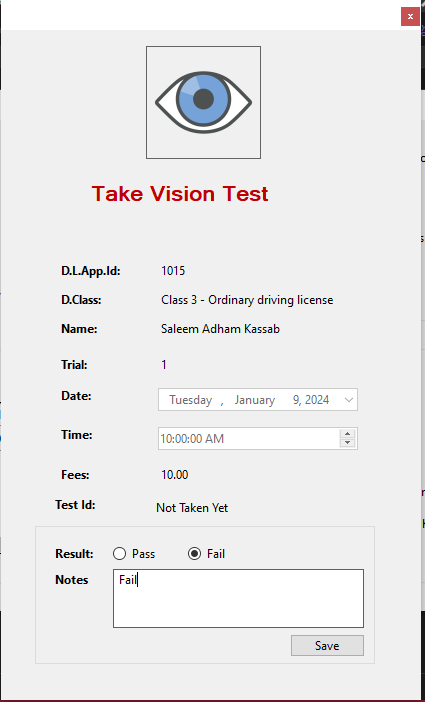 x
Take Vision Test
D.L.App.Id: 1015
D.Class: Class 3 - Ordinary driving license
Name: Saleem Adham Kassab
Trial: 1
Date: Tuesday , January 9, 2024
Time: 10:00:00 AM
Fees: 10.00
Test Id: Not Taken Yet
Result: Pass Fail
Notes Fail
Save